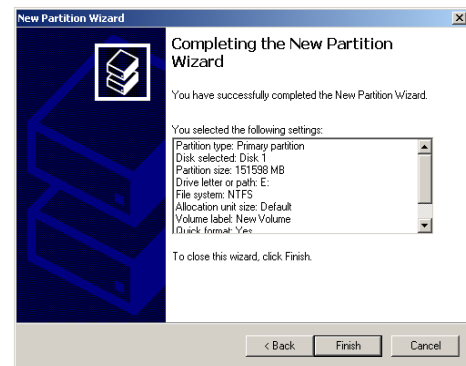 New Partition Wizard
Completing the New Partition
Wizard
You have successfully completed the New Partition Wizard.
You selected the following settings:
Partition type: Primary partition
Disk selected: Disk 1
Partition size: 151598 MB
Drive letter or path: E:
File system: NTFS
Allocation unit size: Default
Volume label: New Volume
Quick format: Yes
To close this wizard, click Finish.
< Back Finish Cancel